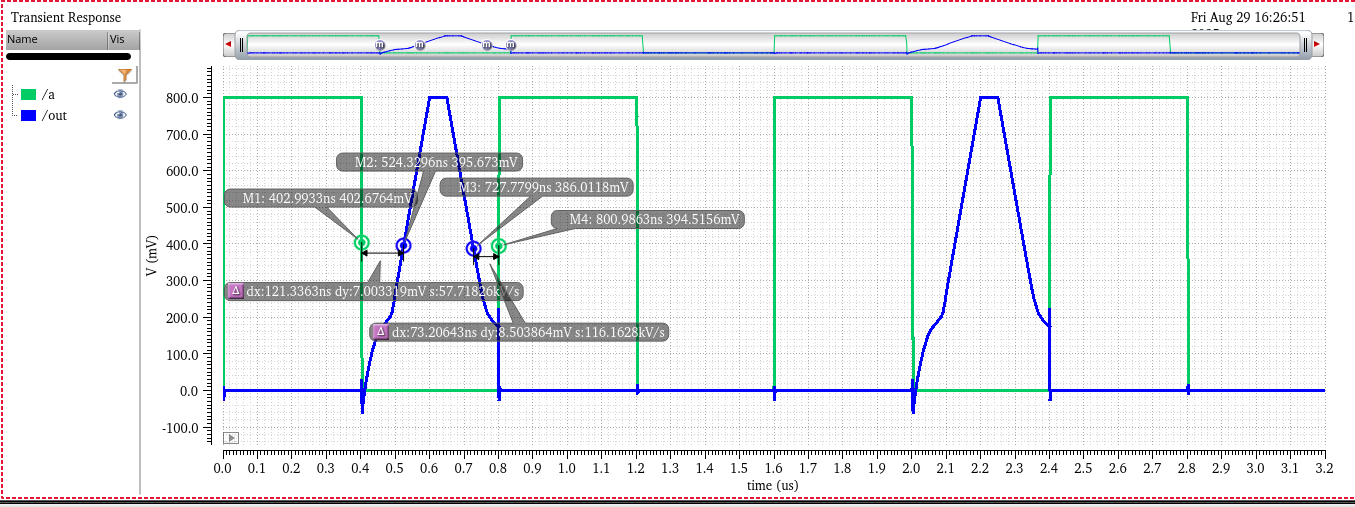 Transient Response
Fri Aug 29 16:26:51
1
Name
Vis
/a
/out
V (mV)
800.0
700.0
600.0
500.0
400.0
300.0
200.0
100.0
0.0
-100.0
M2: 524.3296ns 395.673mV
M3: 727.7799ns 386.0118mV
M1: 402.9933ns 402.6764mV
M4: 800.9863ns 394.5156mV
Δ dx:121.3363ns dy:7.003319mV s:57.71826kV/s
Δ dx:73.20643ns dy:8.503864mV s:116.1628kV/s
0.0 0.1 0.2 0.3 0.4 0.5 0.6 0.7 0.8 0.9 1.0 1.1 1.2 1.3 1.4 1.5 1.6 1.7 1.8 1.9 2.0 2.1 2.2 2.3 2.4 2.5 2.6 2.7 2.8 2.9 3.0 3.1 3.2
time (us)